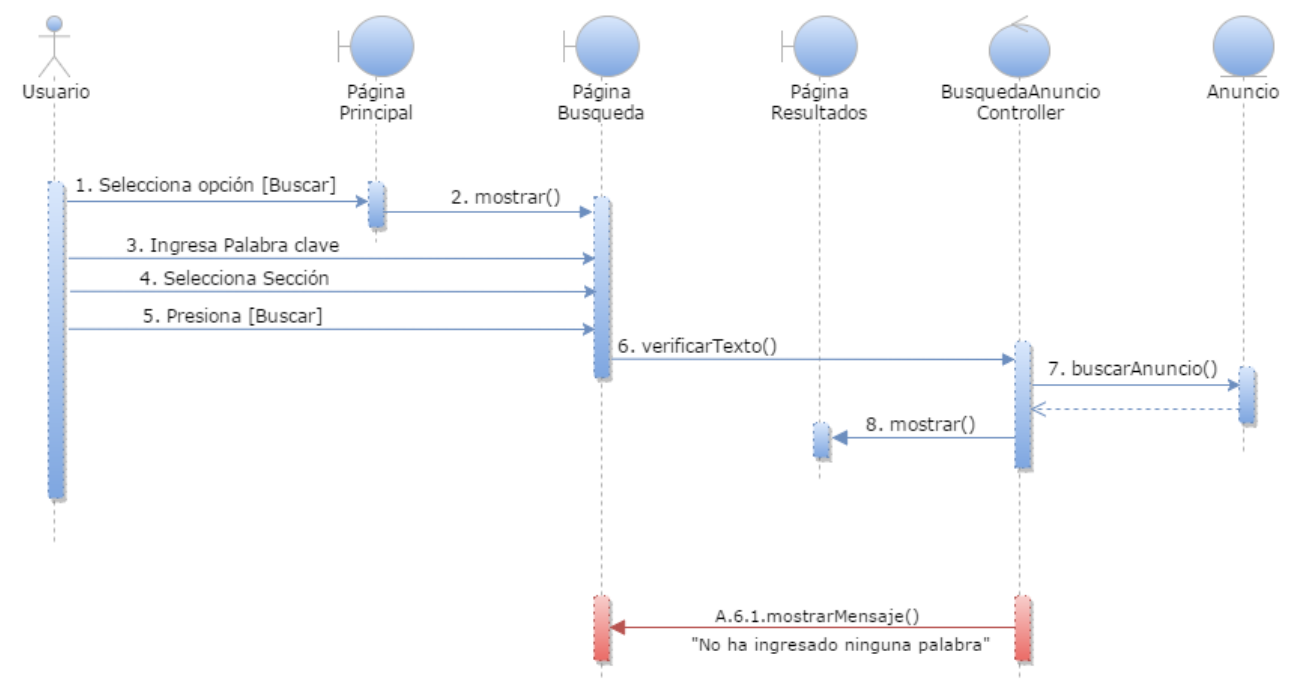 Usuario
Página
Principal
Página
Busqueda
Página
Resultados
BusquedaAnuncio
Controller
Anuncio
1. Selecciona opción [Buscar]
2. mostrar()
3. Ingresa Palabra clave
4. Selecciona Sección
5. Presiona [Buscar]
6. verificarTexto()
7. buscarAnuncio()
8. mostrar()
A.6.1.mostrarMensaje()
"No ha ingresado ninguna palabra"